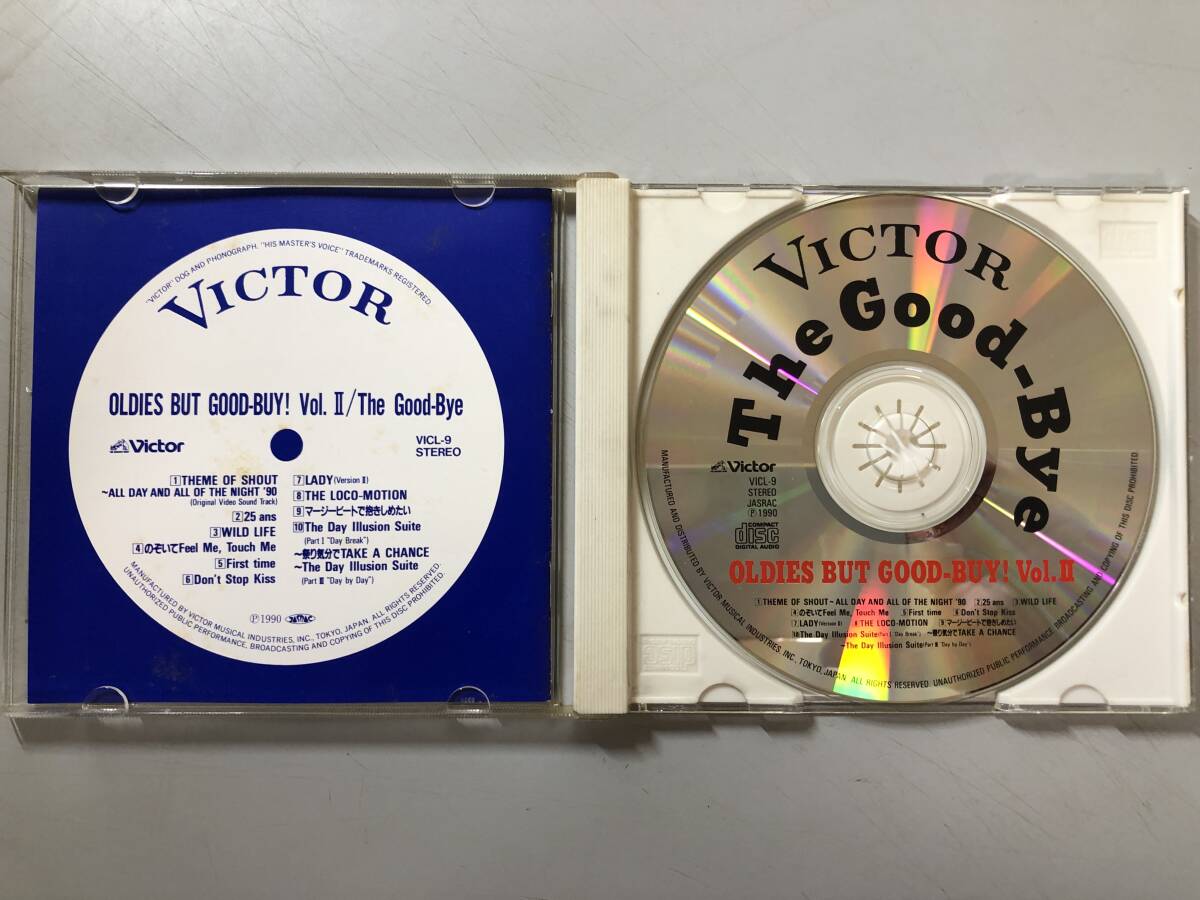 "VICTOR" DOG AND PHONOGRAPH. "HIS MASTER'S VOICE" TRADEMARKS REGISTERED.
VICTOR
OLDIES BUT GOOD-BUY! Vol. Ⅱ/The Good-Bye
Victor
VICL-9
STEREO
1 THEME OF SHOUT
~ALL DAY AND ALL OF THE NIGHT '90
(Original Video Sound Track)
2 25 ans
3 WILD LIFE
4 のぞいてFeel Me, Touch Me
5 First time
6 Don't Stop Kiss
7 LADY (Version Ⅱ)
8 THE LOCO-MOTION
9 マージービートで抱きしめたい
10 The Day Illusion Suite
(Part Ⅰ "Day Break")
~祭り気分でTAKE A CHANCE
~The Day Illusion Suite
(Part Ⅲ "Day by Day")
Ⓟ1990 JASRAC
MANUFACTURED BY VICTOR MUSICAL INDUSTRIES, INC., TOKYO, JAPAN. ALL RIGHTS RESERVED.
UNAUTHORIZED PUBLIC PERFORMANCE, BROADCASTING AND COPYING OF THIS DISC PROHIBITED.
VICTOR
The Good-Bye
Victor
VICL-9
STEREO
JASRAC
Ⓟ1990
COMPACT
disc
DIGITAL AUDIO
OLDIES BUT GOOD-BUY! Vol.Ⅱ
1 THEME OF SHOUT~ALL DAY AND ALL OF THE NIGHT '90 2 25 ans 3 WILD LIFE
4 のぞいてFeel Me, Touch Me 5 First time 6 Don't Stop Kiss
7 LADY (Version Ⅱ) 8 THE LOCO-MOTION 9 マージービートで抱きしめたい
10 The Day Illusion Suite (Part Ⅰ "Day Break") ~祭り気分でTAKE A CHANCE
~The Day Illusion Suite (Part Ⅲ "Day by Day")
MANUFACTURED AND DISTRIBUTED BY VICTOR MUSICAL INDUSTRIES, INC., TOKYO, JAPAN. ALL RIGHTS RESERVED. UNAUTHORIZED PUBLIC PERFORMANCE, BROADCASTING AND COPYING OF THIS DISC PROHIBITED.